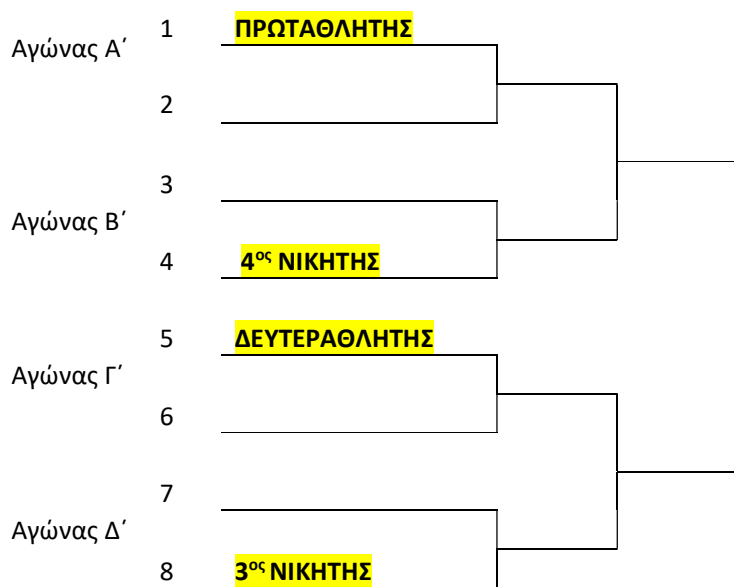 1 ΠΡΩΤΑΘΛΗΤΗΣ
Αγώνας Α΄
2
3
Αγώνας Β΄
4 4ος ΝΙΚΗΤΗΣ
5 ΔΕΥΤΕΡΑΘΛΗΤΗΣ
Αγώνας Γ΄
6
7
Αγώνας Δ΄
8 3ος ΝΙΚΗΤΗΣ